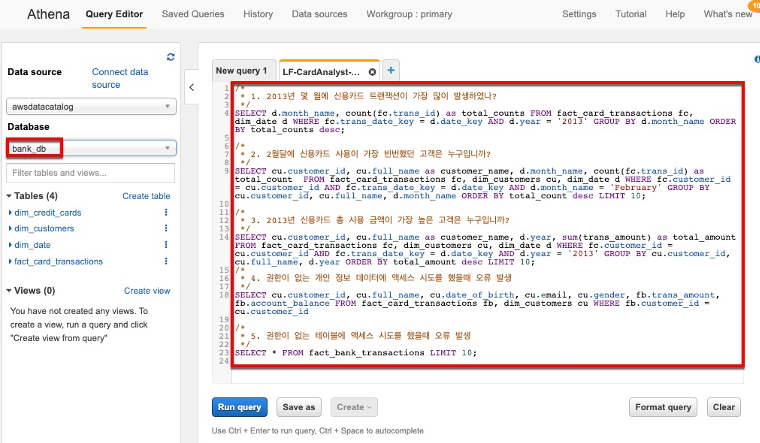 Athena
Query Editor
Saved Queries
History
Data sources
Workgroup : primary
Settings
Tutorial
Help
What's new
10
Data source
Connect data
source
awsdatacatalog
Database
bank_db
Filter tables and views...
Tables (4)
Create table
dim_credit_cards
dim_customers
dim_date
fact_card_transactions
Views (0)
Create view
You have not created any views. To
create a view, run a query and click
"Create view from query"
New query 1
LF-CardAnalyst-...
1 /*
2 * 1. 2013년 몇 월에 신용카드 트랜잭션이 가장 많이 발생하였나?
3 */
4 SELECT d.month_name, count(fc.trans_id) as total_counts FROM fact_card_transactions fc,
dim_date d WHERE fc.trans_date_key = d.date_key AND d.year = '2013' GROUP BY d.month_name ORDER
BY total_counts desc;
5
6 /*
7 * 2. 2월달에 신용카드 사용이 가장 빈번했던 고객은 누구입니까?
8 */
9 SELECT cu.customer_id, cu.full_name as customer_name, d.month_name, count(fc.trans_id) as
total_count  FROM fact_card_transactions fc, dim_customers cu, dim_date d WHERE fc.customer_id
= cu.customer_id AND fc.trans_date_key = d.date_key AND d.month_name = 'February' GROUP BY
cu.customer_id, cu.full_name, d.month_name ORDER BY total_count desc LIMIT 10;
10
11 /*
12 * 3. 2013년 신용카드 총 사용 금액이 가장 높은 고객은 누구입니까?
13 */
14 SELECT cu.customer_id, cu.full_name as customer_name, d.year, sum(trans_amount) as total_amount
FROM fact_card_transactions fc, dim_customers cu, dim_date d WHERE fc.customer_id =
cu.customer_id AND fc.trans_date_key = d.date_key AND d.year = '2013' GROUP BY cu.customer_id,
cu.full_name, d.year ORDER BY total_amount desc LIMIT 10;
15 /*
16 * 4. 권한이 없는 개인 정보 데이터에 액세스 시도를 했을때 오류 발생
17 */
18 SELECT cu.customer_id, cu.full_name, cu.date_of_birth, cu.email, cu.gender, fb.trans_amount,
fb.account_balance FROM fact_card_transactions fb, dim_customers cu WHERE fb.customer_id =
cu.customer_id
19
20 /*
21 * 5. 권한이 없는 테이블에 액세스 시도를 했을때 오류 발생
22 */
23 SELECT * FROM fact_bank_transactions LIMIT 10;
24
Run query
Save as
Create
Format query
Clear
Use Ctrl + Enter to run query, Ctrl + Space to autocomplete